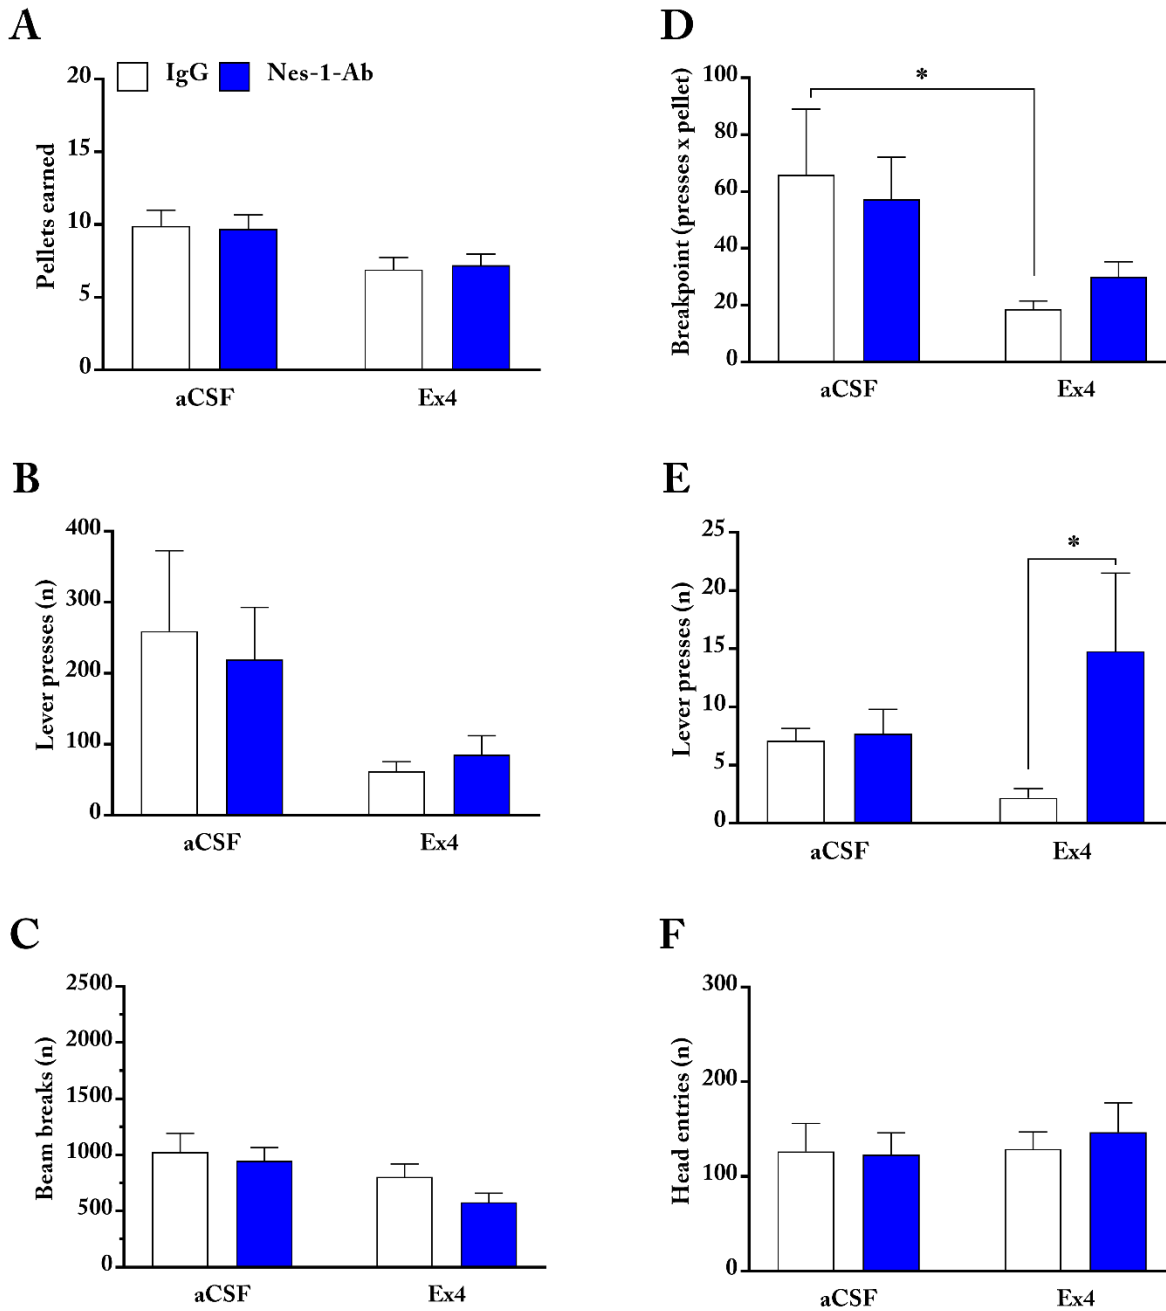 A
IgG Nes-1-Ab
Pellets earned
20
15
10
5
0
aCSF Ex4
B
Lever presses (n)
400
300
200
100
0
aCSF Ex4
C
Beam breaks (n)
2500
2000
1500
1000
500
0
aCSF Ex4
D
Breakpoint (presses x pellet)
100
80
60
40
20
0
*
aCSF Ex4
E
Lever presses (n)
25
20
15
10
5
0
*
aCSF Ex4
F
Head entries (n)
300
200
100
0
aCSF Ex4